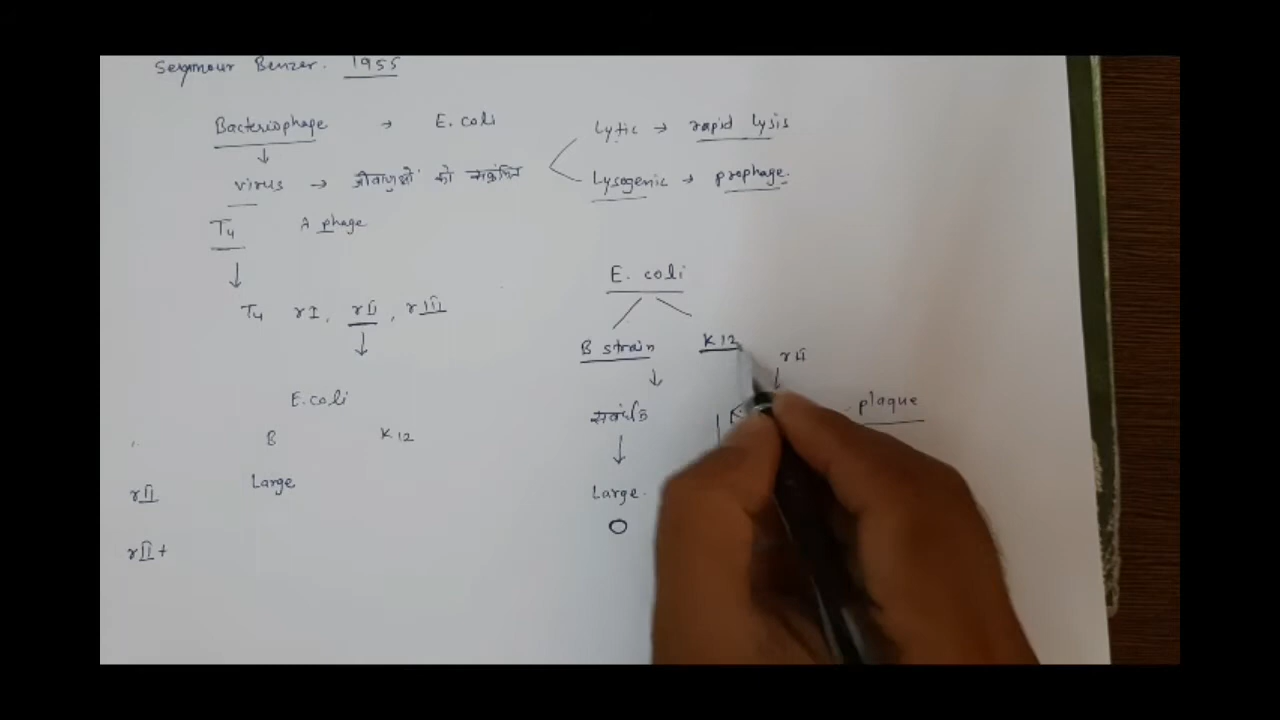 Seymour Benzer. 1955
Bacteriophage → E. coli
Lytic → rapid Lysis
virus → जीवाणुओं को संक्रमित
Lysogenic → prophage.
T4 λ phage
E. coli
T4 rI, rII, rIII
B strain K12
rII
E. coli
plaque
B K12
rII Large
Large.
rII+